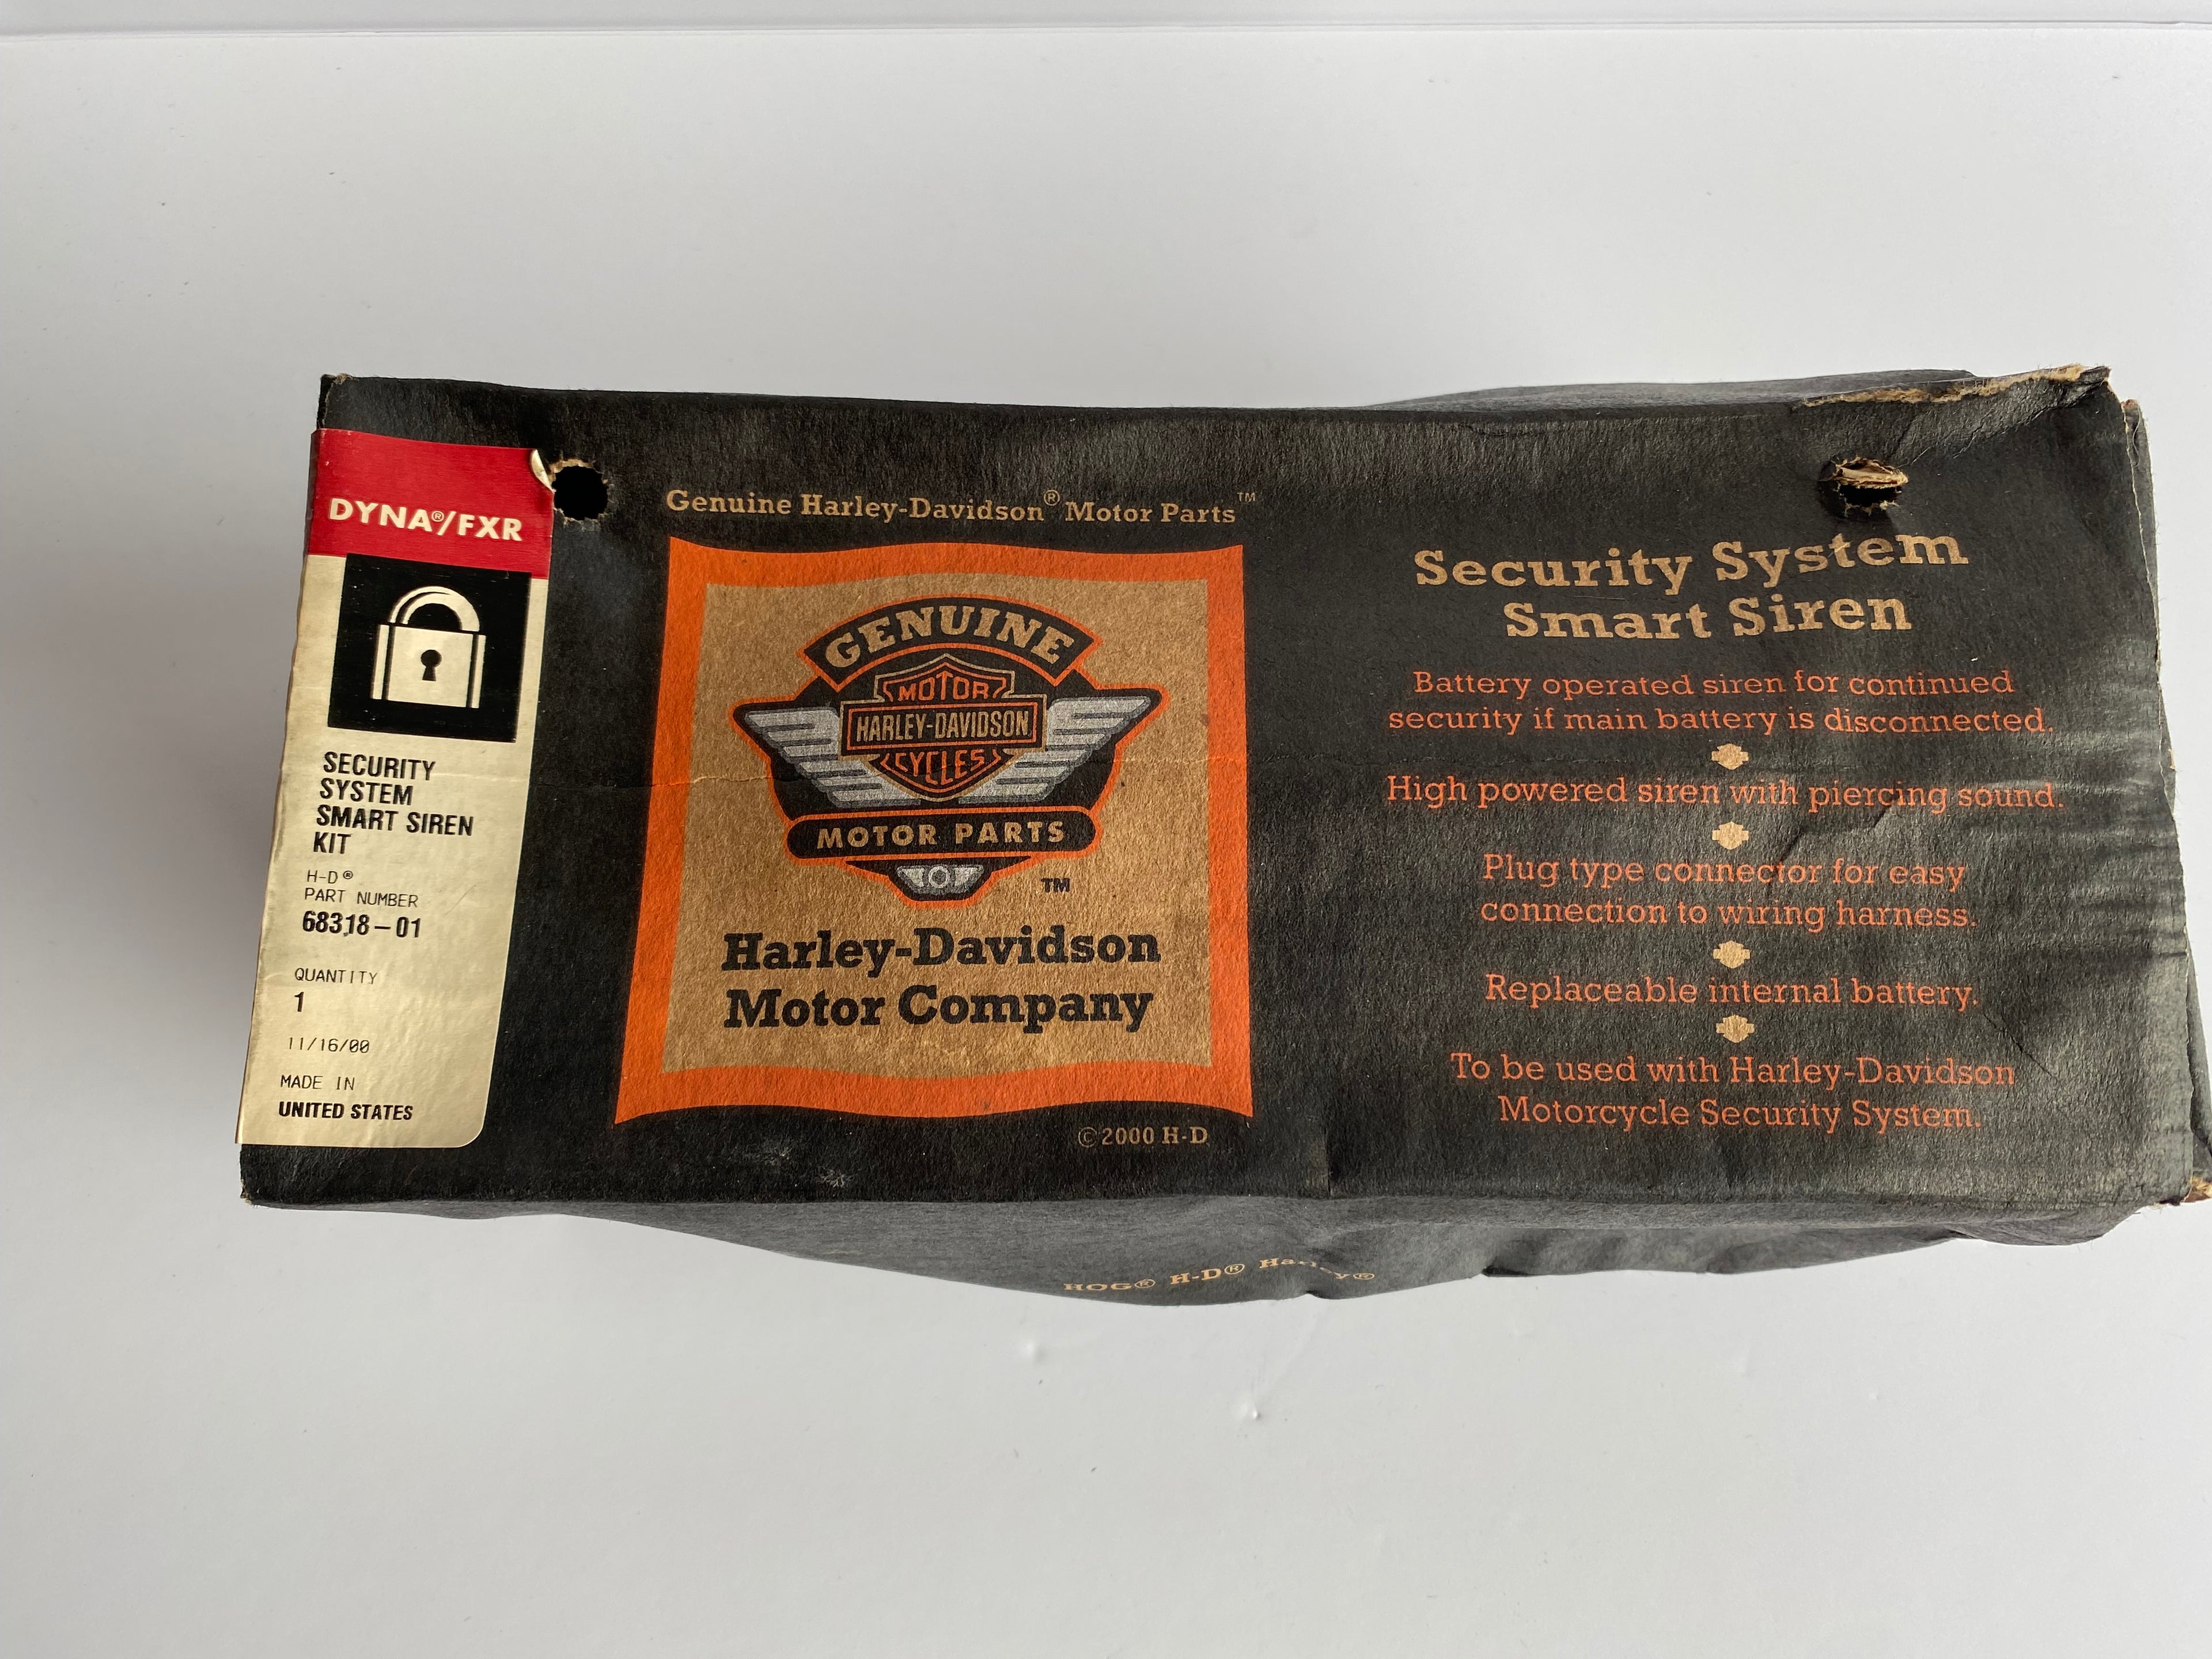 DYNA®/FXR
SECURITY
SYSTEM
SMART SIREN
KIT
H-D®
PART NUMBER
68318-01
QUANTITY
1
11/16/00
MADE IN
UNITED STATES
Genuine Harley-Davidson® Motor Parts™
GENUINE
MOTOR
HARLEY-DAVIDSON
CYCLES
MOTOR PARTS
TM
Harley-Davidson
Motor Company
©2000 H-D
Security System
Smart Siren
Battery operated siren for continued
security if main battery is disconnected.
High powered siren with piercing sound.
Plug type connector for easy
connection to wiring harness.
Replaceable internal battery.
To be used with Harley-Davidson
Motorcycle Security System.
HOG® H-D® Harley®